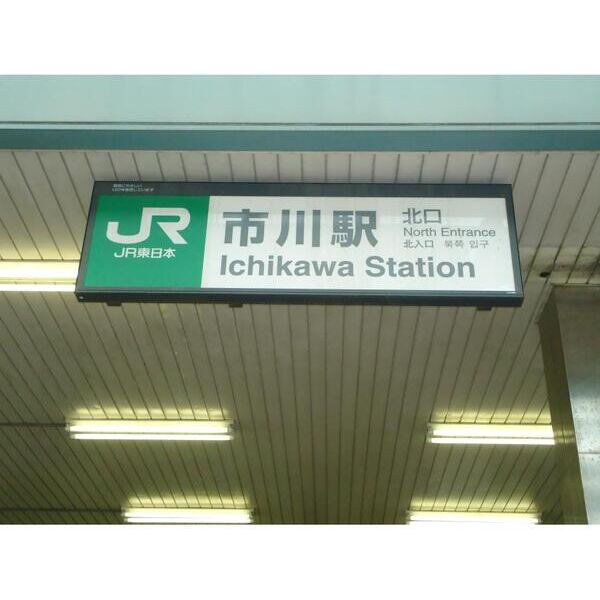 JR
JR東日本
市川駅
Ichikawa Station
北口
North Entrance
北入口 북쪽 입구